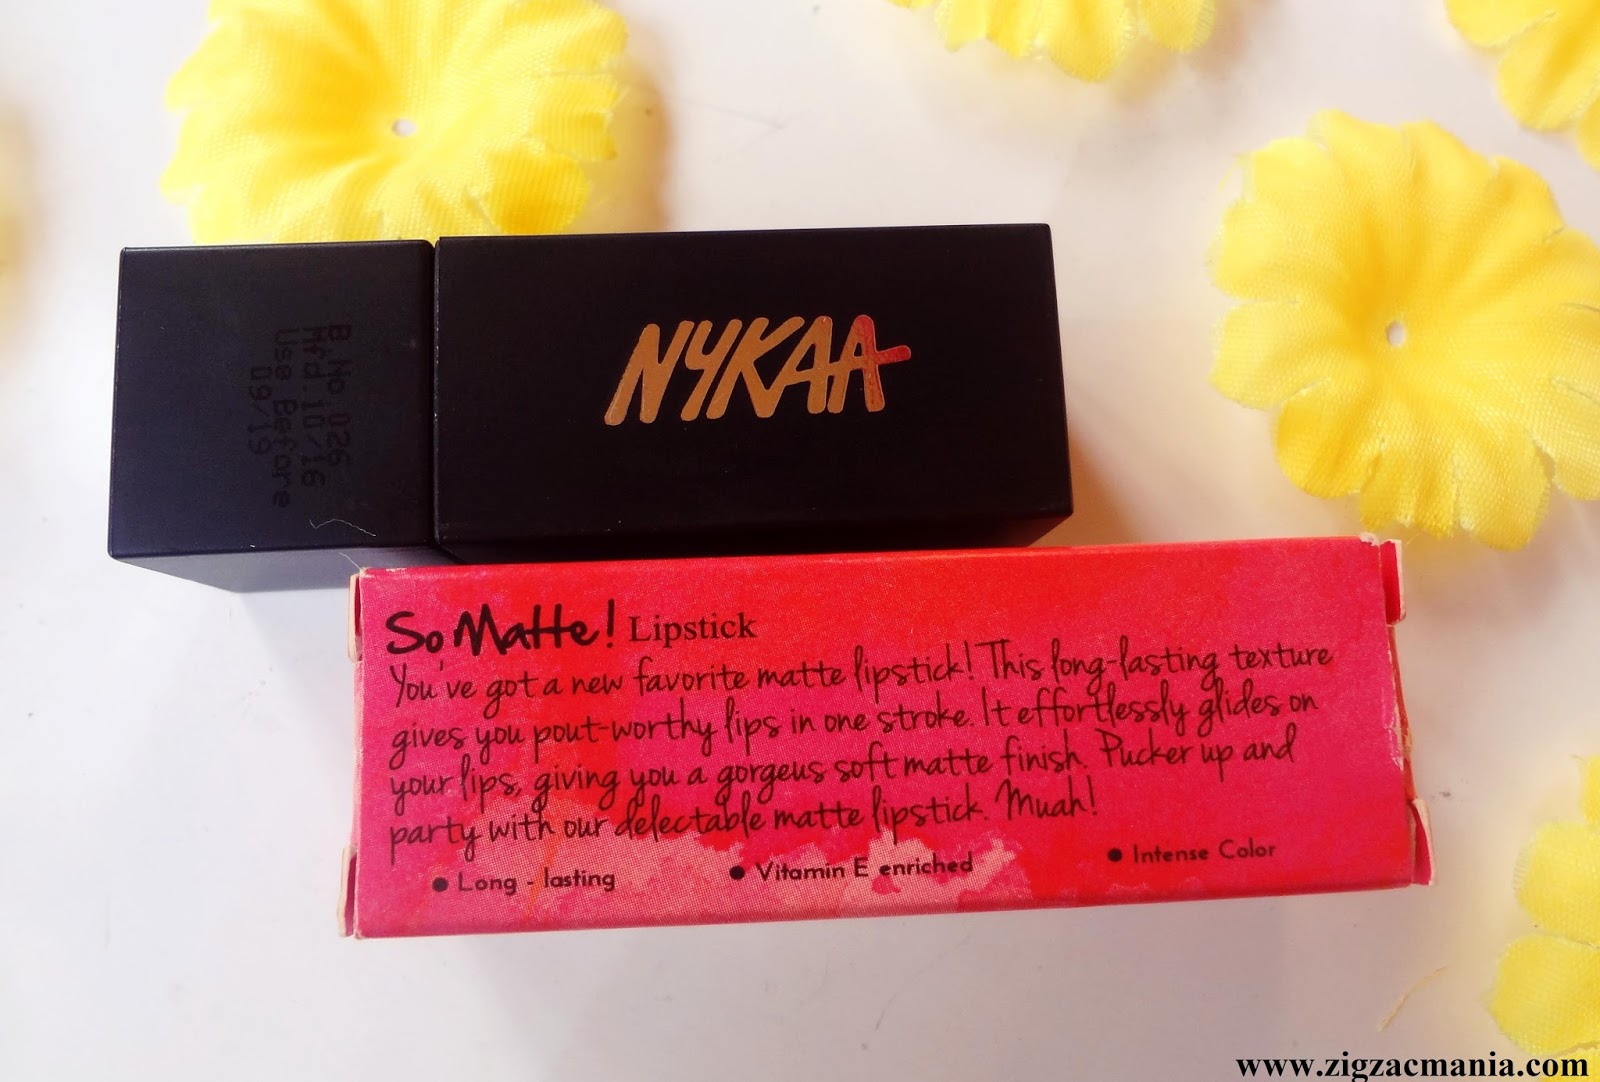 B.No. 026
Mfd. 10/16
Use Before
09/19
NYKAA
So Matte! Lipstick
You've got a new favorite matte lipstick! This long-lasting texture
gives you pout-worthy lips in one stroke. It effortlessly glides on
your lips, giving you a gorgeus soft matte finish. Pucker up and
party with our delectable matte lipstick. Muah!
• Long - lasting • Vitamin E enriched • Intense Color
www.zigzacmania.com